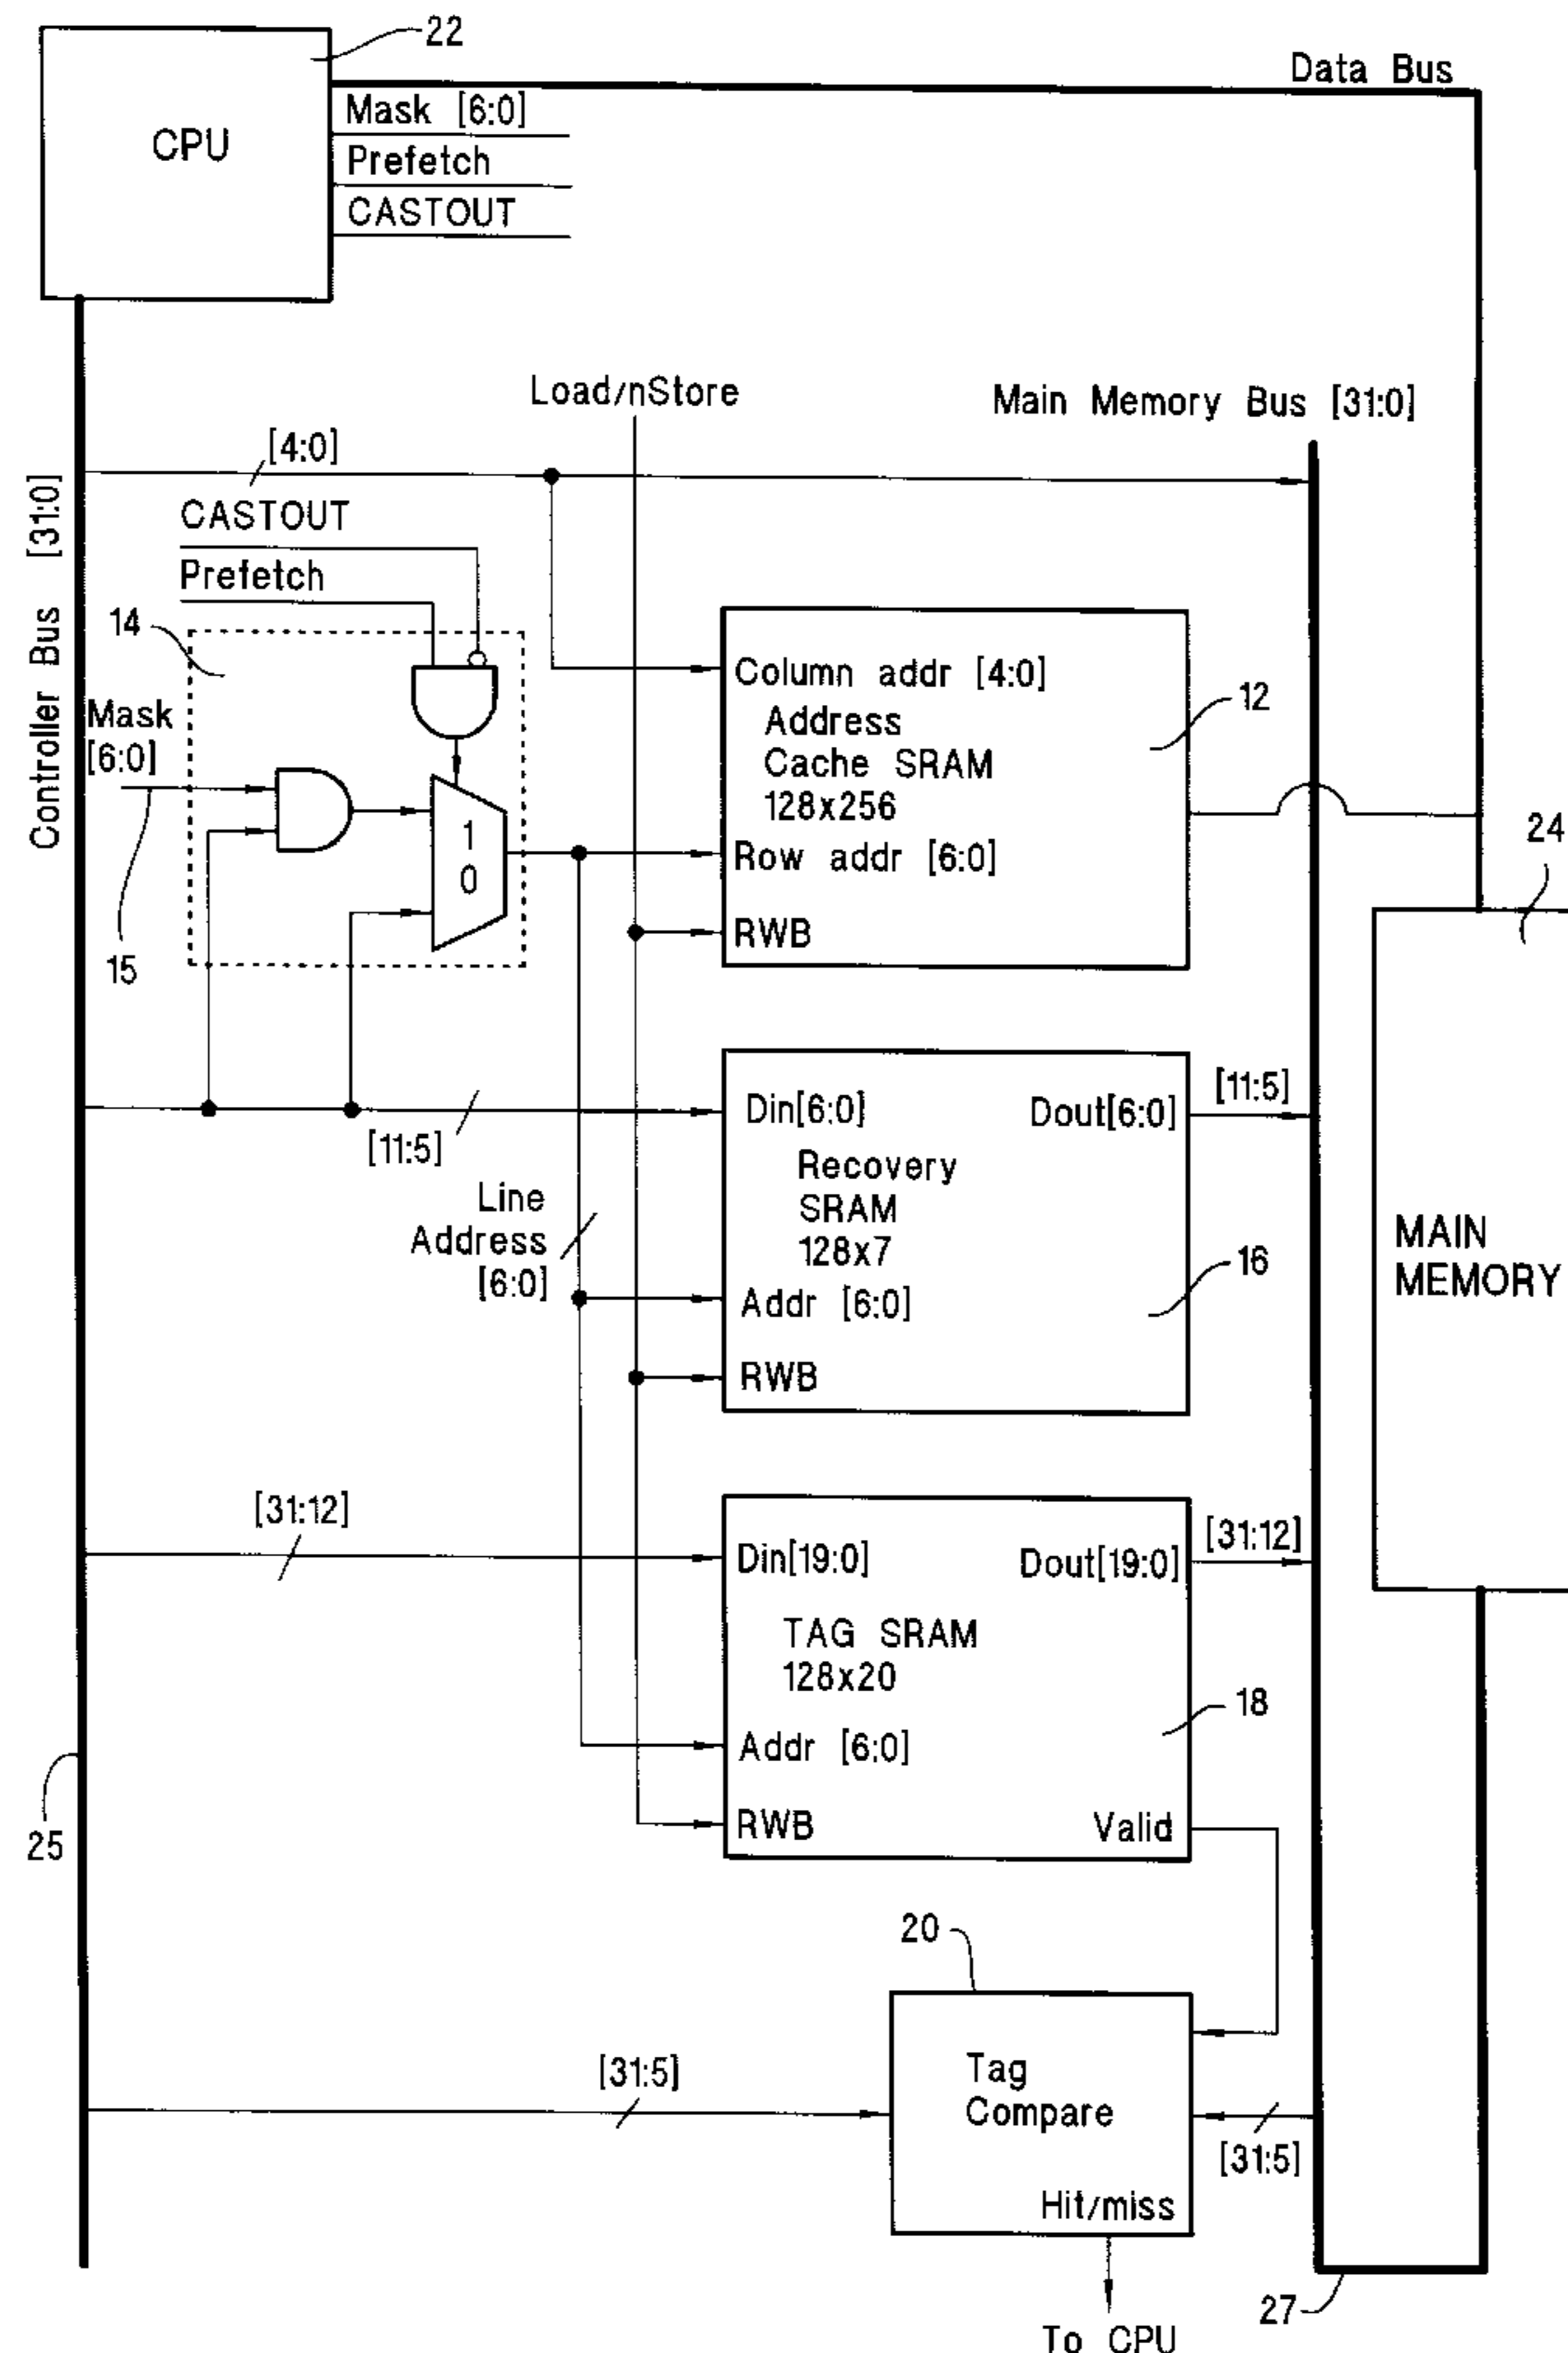 22
Data Bus
CPU
Mask [6:0]
Prefetch
CASTOUT
Load/nStore
Main Memory Bus [31:0]
[4:0]
Controller Bus [31:0]
CASTOUT
Prefetch
14
Mask
[6:0]
15
1
0
Column addr [4:0]
Address
Cache SRAM
128x256
Row addr [6:0]
RWB
12
24
[11:5]
Din[6:0]
Dout[6:0]
[11:5]
Recovery
SRAM
128x7
Line
Address
[6:0]
Addr [6:0]
RWB
16
MAIN
MEMORY
[31:12]
Din[19:0]
Dout[19:0]
[31:12]
TAG SRAM
128x20
18
Addr [6:0]
RWB
Valid
25
20
[31:5]
Tag
Compare
[31:5]
Hit/miss
27
To CPU